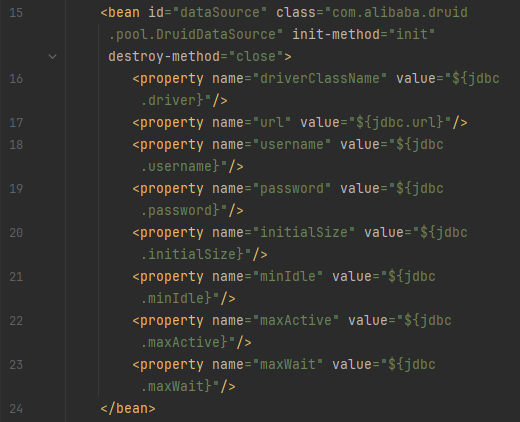 15 <bean id="dataSource" class="com.alibaba.druid
.pool.DruidDataSource" init-method="init"
destroy-method="close">
16 <property name="driverClassName" value="${jdbc
.driver}"/>
17 <property name="url" value="${jdbc.url}"/>
18 <property name="username" value="${jdbc
.username}"/>
19 <property name="password" value="${jdbc
.password}"/>
20 <property name="initialSize" value="${jdbc
.initialSize}"/>
21 <property name="minIdle" value="${jdbc
.minIdle}"/>
22 <property name="maxActive" value="${jdbc
.maxActive}"/>
23 <property name="maxWait" value="${jdbc
.maxWait}"/>
24 </bean>